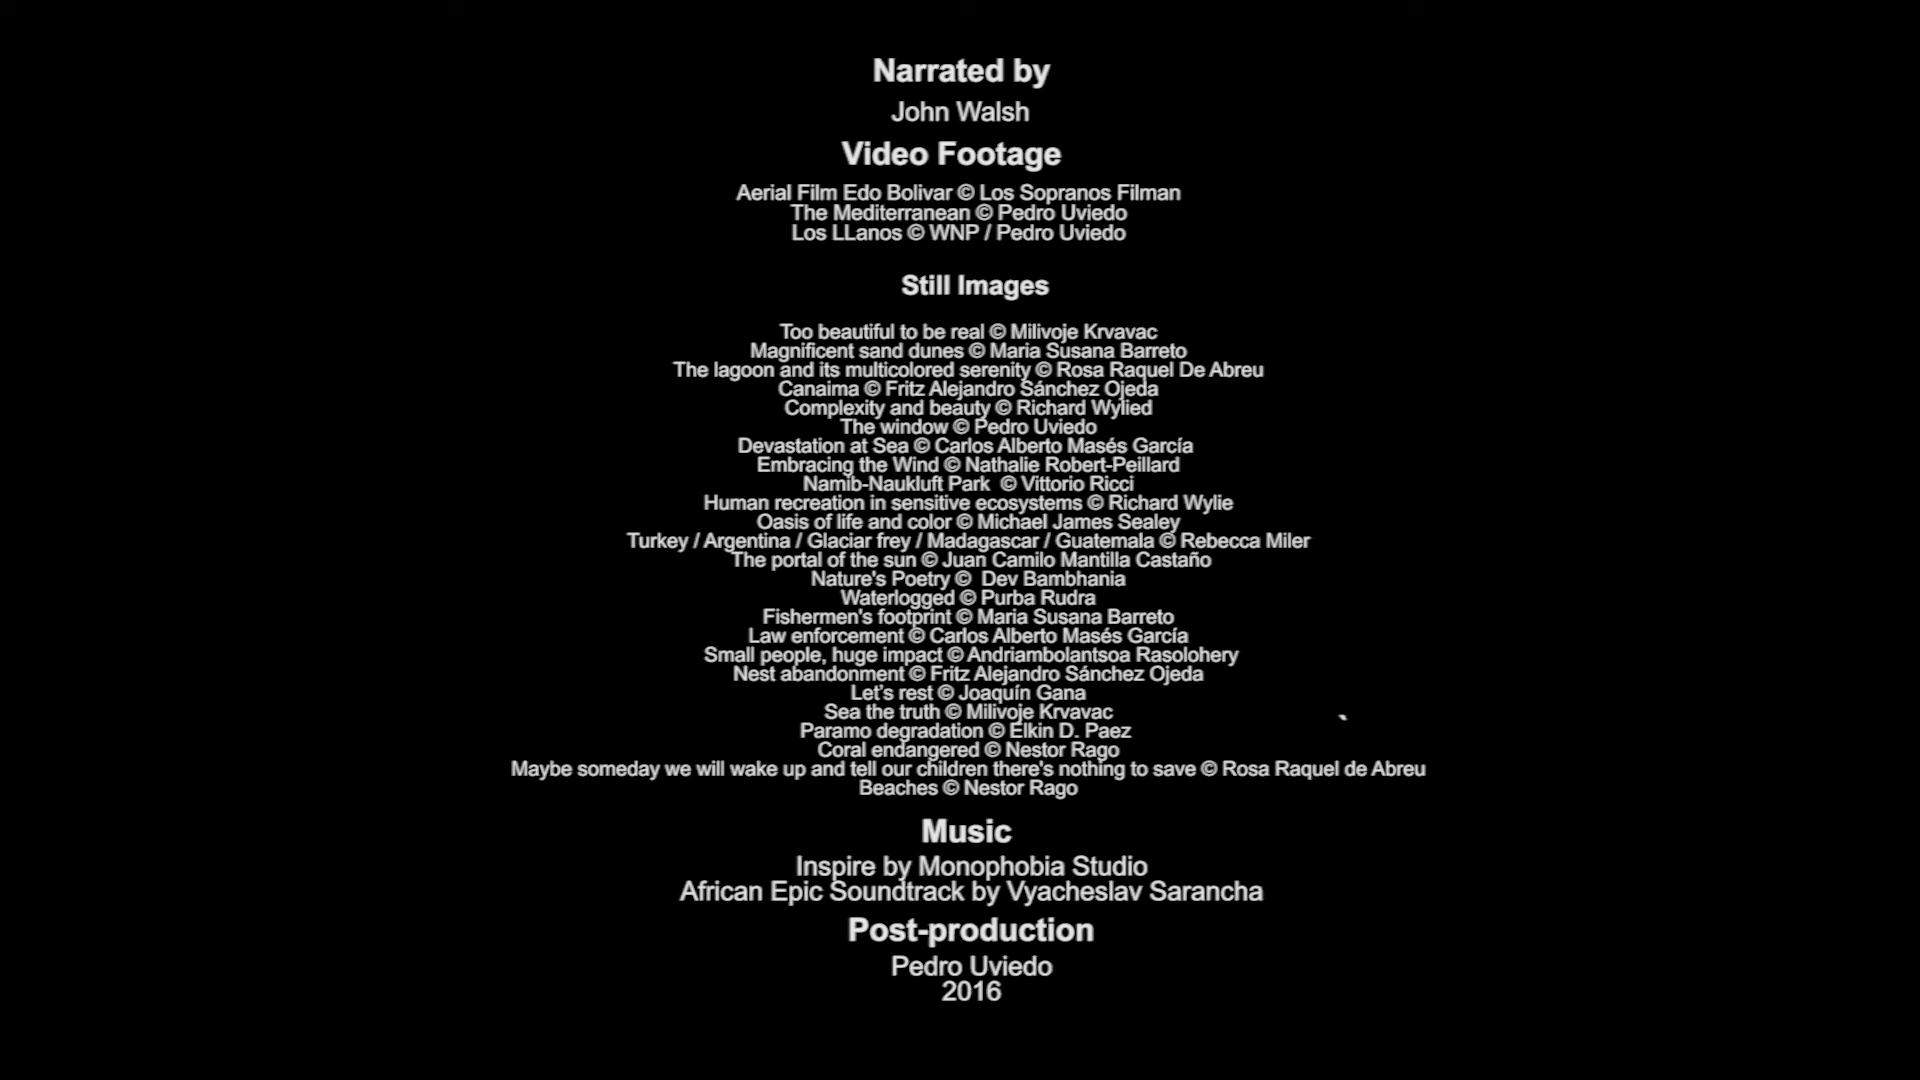 Narrated by
John Walsh
Video Footage
Aerial Film Edo Bolivar © Los Sopranos Filman
The Mediterranean © Pedro Uviedo
Los LLanos © WNP / Pedro Uviedo
Still Images
Too beautiful to be real © Milivoje Krvavac
Magnificent sand dunes © Maria Susana Barreto
The lagoon and its multicolored serenity © Rosa Raquel De Abreu
Canaima © Fritz Alejandro Sánchez Ojeda
Complexity and beauty © Richard Wylied
The window © Pedro Uviedo
Devastation at Sea © Carlos Alberto Masés García
Embracing the Wind © Nathalie Robert-Peillard
Namib-Naukluft Park © Vittorio Ricci
Human recreation in sensitive ecosystems © Richard Wylie
Oasis of life and color © Michael James Sealey
Turkey / Argentina / Glaciar frey / Madagascar / Guatemala © Rebecca Miler
The portal of the sun © Juan Camilo Mantilla Castaño
Nature's Poetry © Dev Bambhania
Waterlogged © Purba Rudra
Fishermen's footprint © Maria Susana Barreto
Law enforcement © Carlos Alberto Masés García
Small people, huge impact © Andriambolantsoa Rasolohery
Nest abandonment © Fritz Alejandro Sánchez Ojeda
Let's rest © Joaquín Gana
Sea the truth © Milivoje Krvavac
Paramo degradation © Elkin D. Paez
Coral endangered © Nestor Rago
Maybe someday we will wake up and tell our children there's nothing to save © Rosa Raquel de Abreu
Beaches © Nestor Rago
Music
Inspire by Monophobia Studio
African Epic Soundtrack by Vyacheslav Sarancha
Post-production
Pedro Uviedo
2016